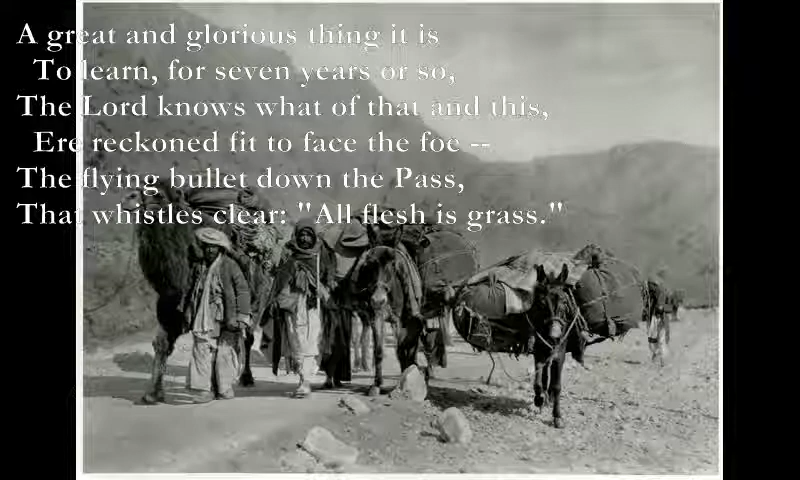 A great and glorious thing it is
To learn, for seven years or so,
The Lord knows what of that and this,
Ere reckoned fit to face the foe --
The flying bullet down the Pass,
That whistles clear: "All flesh is grass."